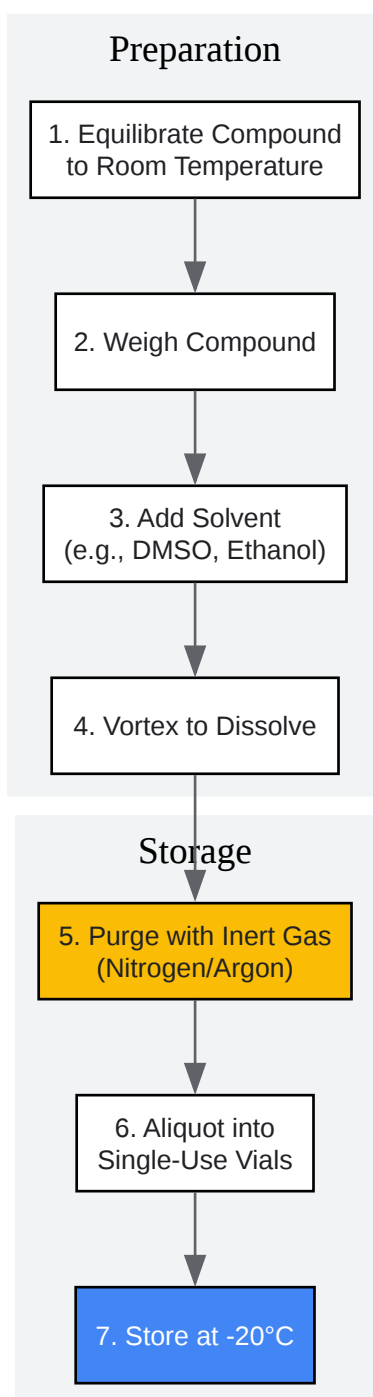 Preparation
1. Equilibrate Compound
to Room Temperature
2. Weigh Compound
3. Add Solvent
(e.g., DMSO, Ethanol)
4. Vortex to Dissolve
Storage
5. Purge with Inert Gas
(Nitrogen/Argon)
6. Aliquot into
Single-Use Vials
7. Store at -20°C